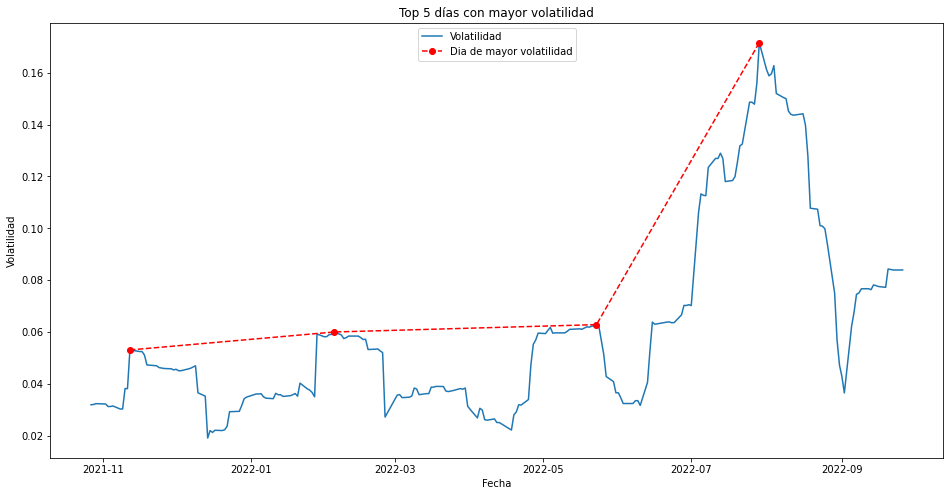 Top 5 días con mayor volatilidad
Volatilidad
Dia de mayor volatilidad
Volatilidad
0.16
0.14
0.12
0.10
0.08
0.06
0.04
0.02
2021-11
2022-01
2022-03
2022-05
2022-07
2022-09
Fecha